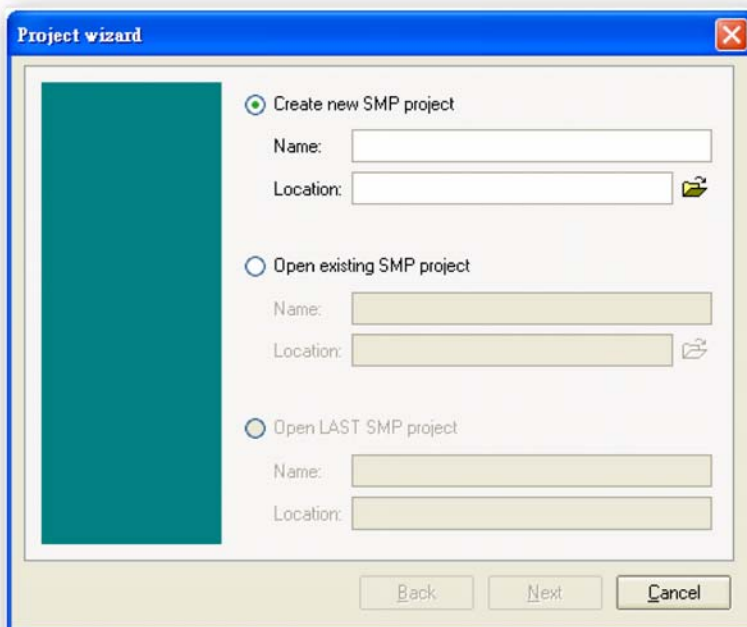 Project wizard
Create new SMP project
Name:
Location:
Open existing SMP project
Name:
Location:
Open LAST SMP project
Name:
Location:
Back Next Cancel